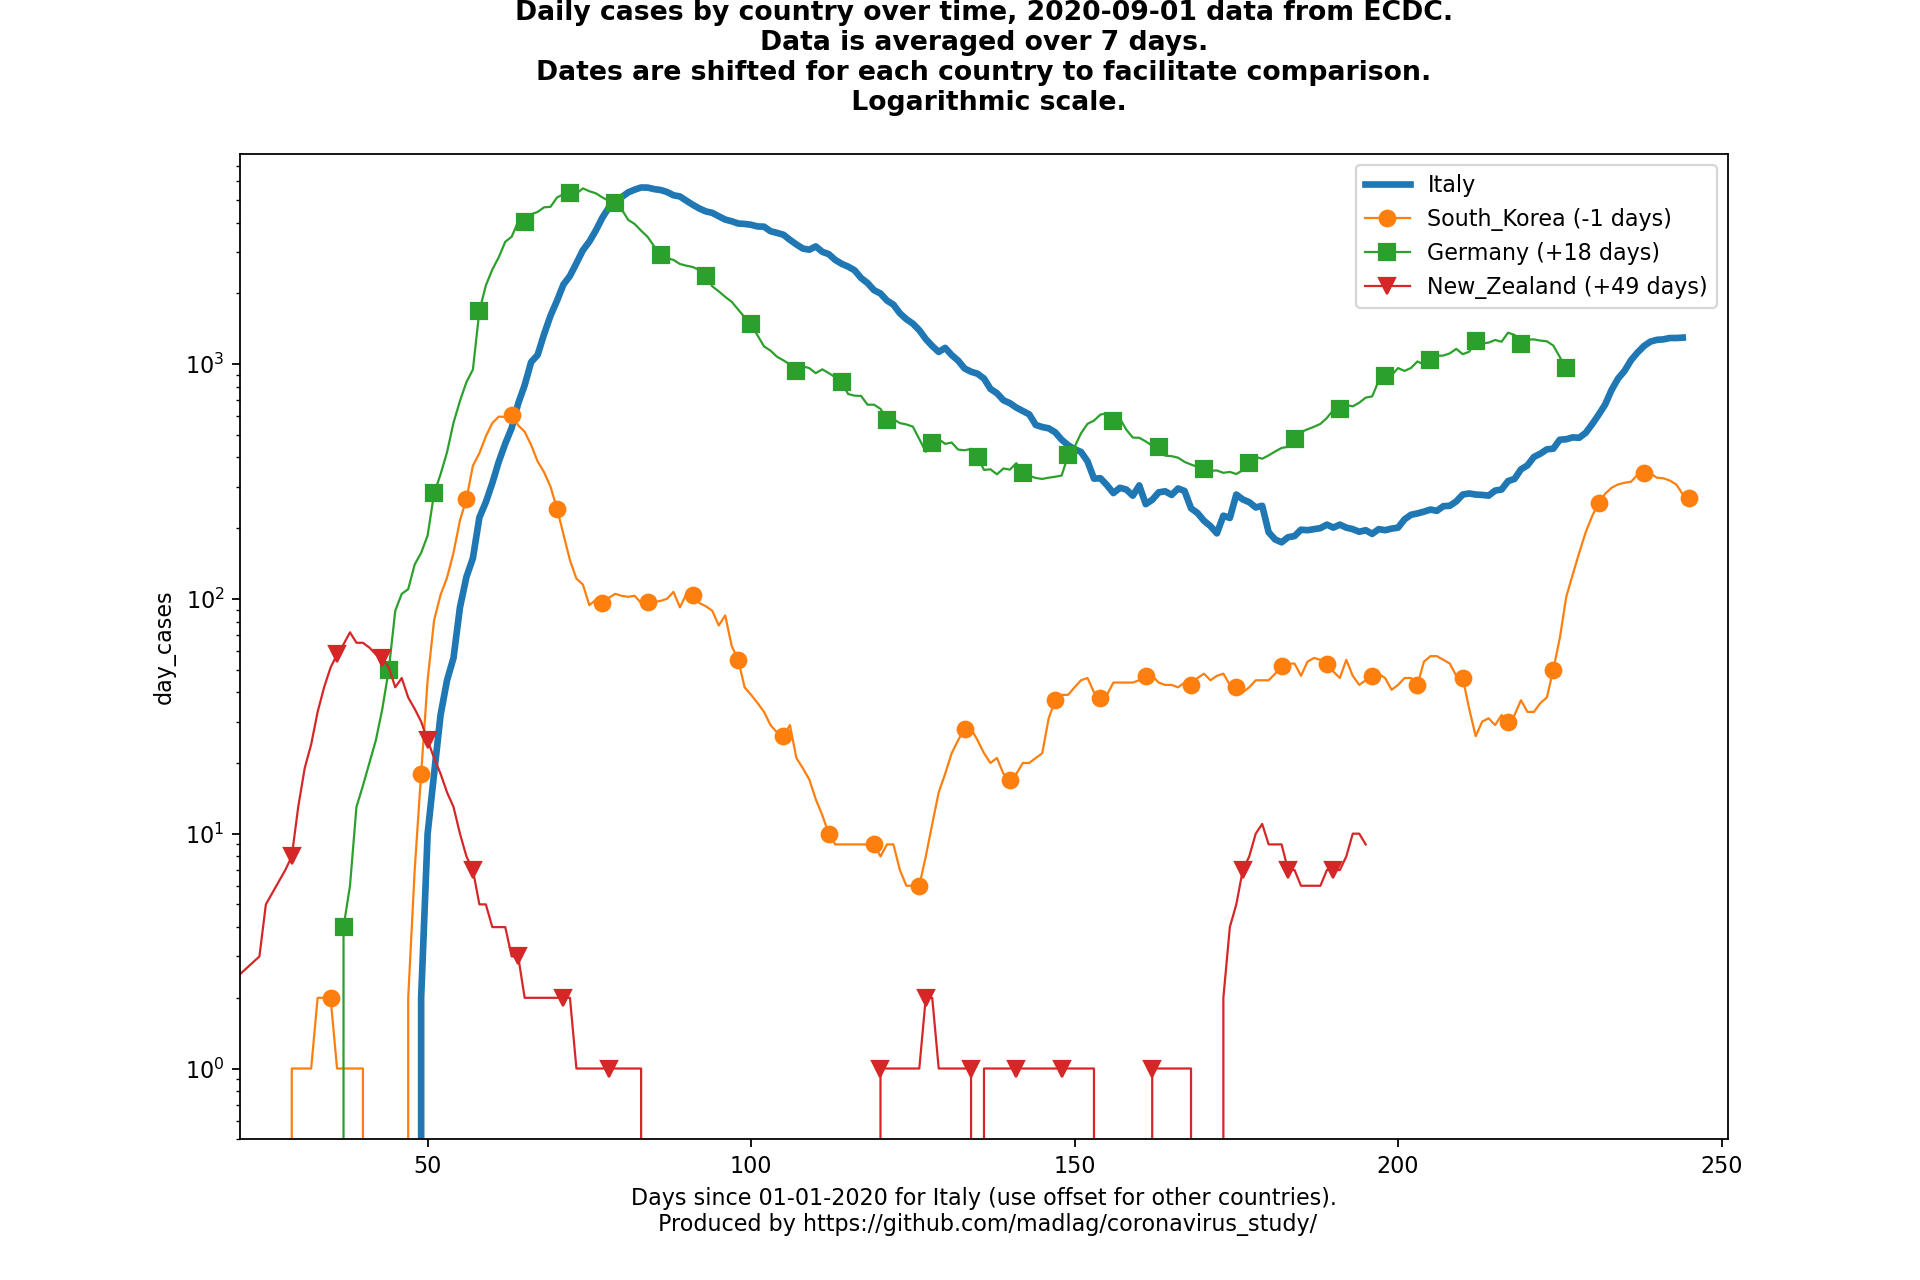 Daily cases by country over time, 2020-09-01 data from ECDC.
Data is averaged over 7 days.
Dates are shifted for each country to facilitate comparison.
Logarithmic scale.
Italy
South_Korea (-1 days)
Germany (+18 days)
New_Zealand (+49 days)
day_cases
10³
10²
10¹
10⁰
50
100
150
200
250
Days since 01-01-2020 for Italy (use offset for other countries).
Produced by https://github.com/madlag/coronavirus_study/